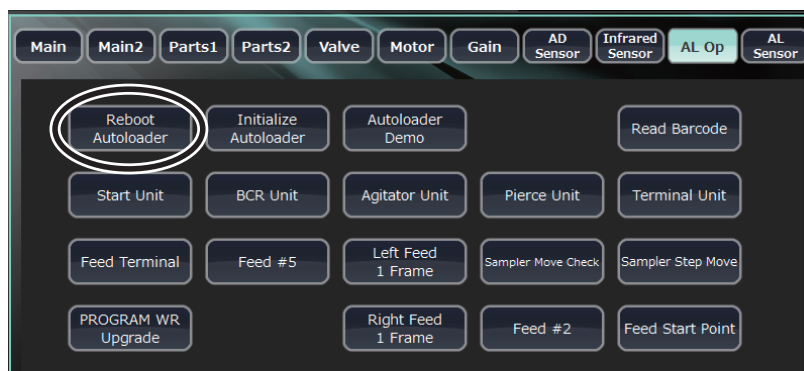 Main Main2 Parts1 Parts2 Valve Motor Gain AD Sensor Infrared Sensor AL Op AL Sensor
Reboot Autoloader Initialize Autoloader Autoloader Demo Read Barcode
Start Unit BCR Unit Agitator Unit Pierce Unit Terminal Unit
Feed Terminal Feed #5 Left Feed 1 Frame Sampler Move Check Sampler Step Move
PROGRAM WR Upgrade Right Feed 1 Frame Feed #2 Feed Start Point